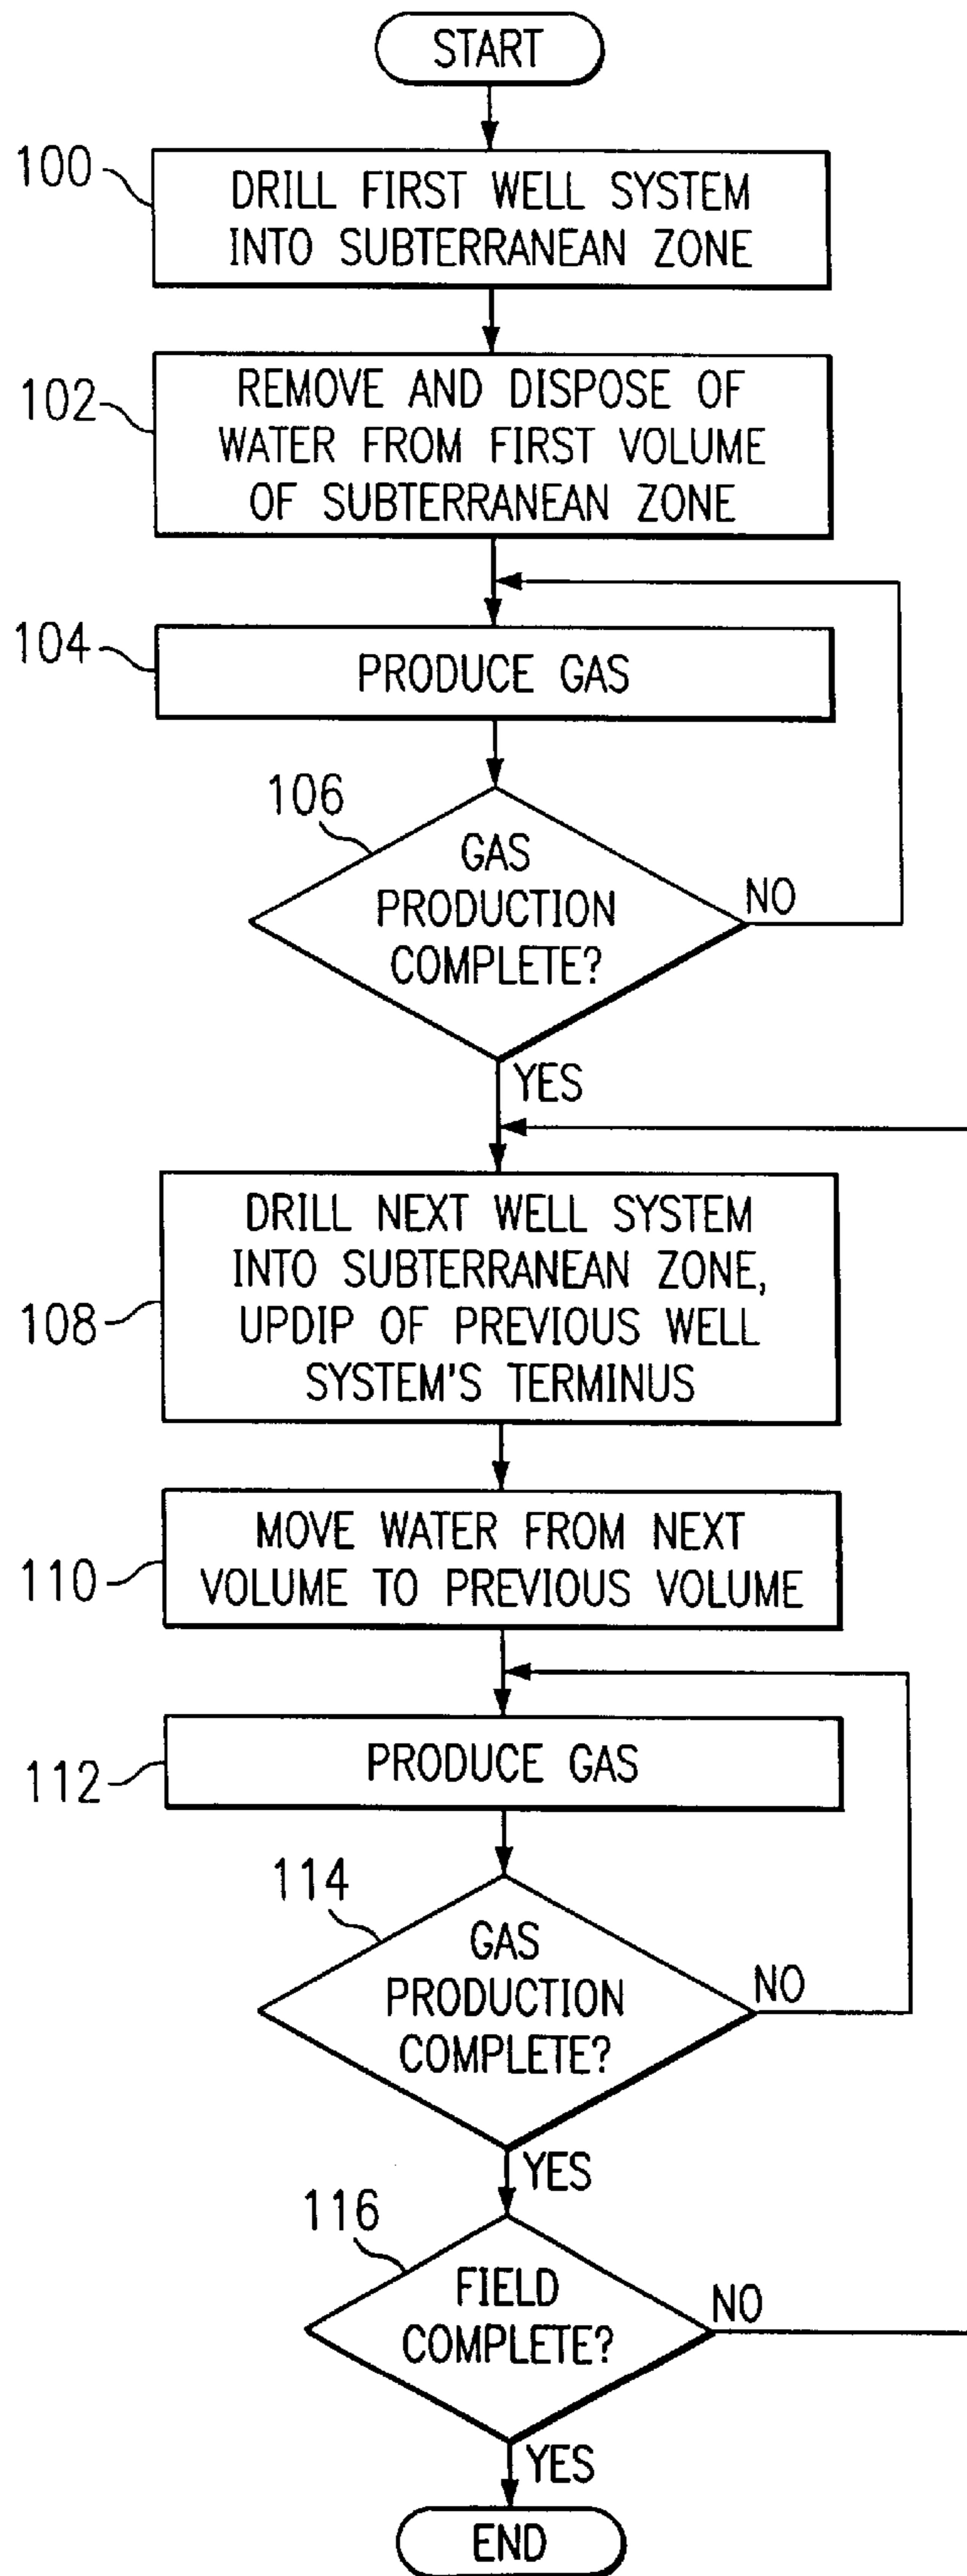 START
100
DRILL FIRST WELL SYSTEM
INTO SUBTERRANEAN ZONE
102
REMOVE AND DISPOSE OF
WATER FROM FIRST VOLUME
OF SUBTERRANEAN ZONE
104
PRODUCE GAS
106
GAS
PRODUCTION
COMPLETE?
NO
YES
108
DRILL NEXT WELL SYSTEM
INTO SUBTERRANEAN ZONE,
UPDIP OF PREVIOUS WELL
SYSTEM'S TERMINUS
110
MOVE WATER FROM NEXT
VOLUME TO PREVIOUS VOLUME
112
PRODUCE GAS
114
GAS
PRODUCTION
COMPLETE?
NO
YES
116
FIELD
COMPLETE?
NO
YES
END